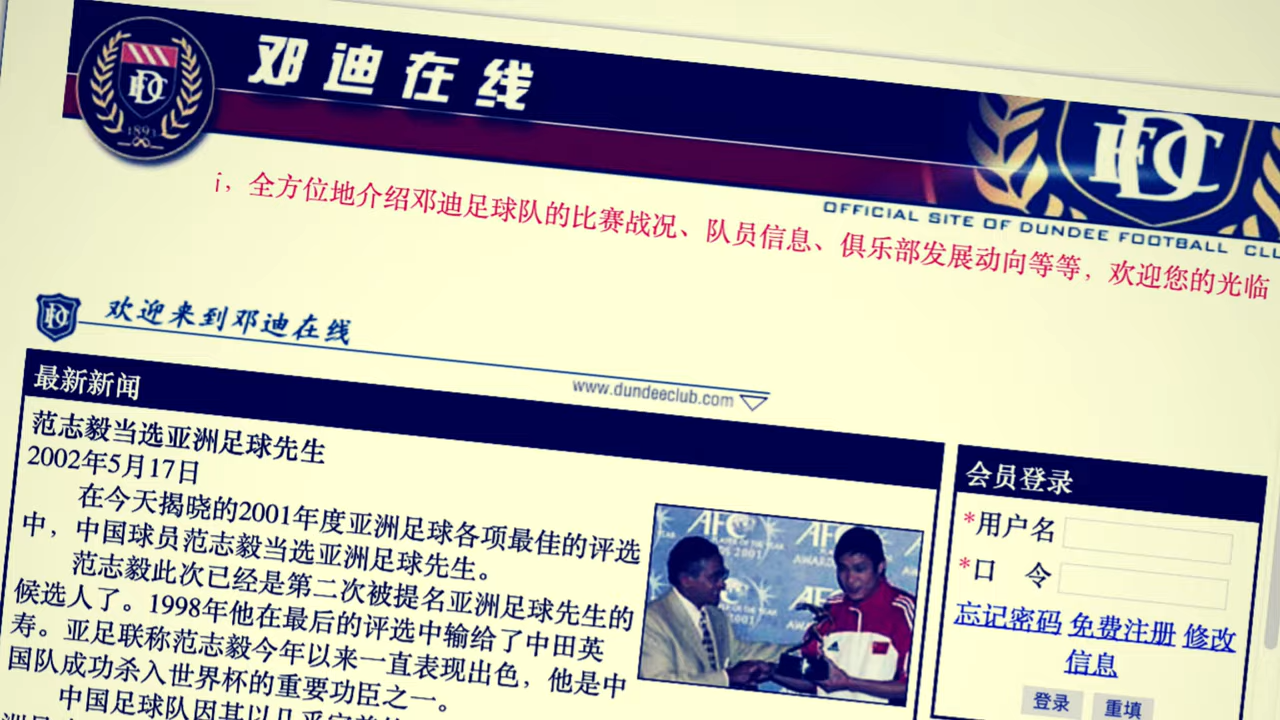 邓迪在线
FDC
1893
DFC
OFFICIAL SITE OF DUNDEE FOOTBALL CLU
i，全方位地介绍邓迪足球队的比赛战况、队员信息、俱乐部发展动向等等，欢迎您的光临
欢迎来到邓迪在线
www.dundeeclub.com
最新新闻
范志毅当选亚洲足球先生
2002年5月17日
在今天揭晓的2001年度亚洲足球各项最佳的评选
中，中国球员范志毅当选亚洲足球先生。
范志毅此次已经是第二次被提名亚洲足球先生的
候选人了。1998年他在最后的评选中输给了中田英
寿。亚足联称范志毅今年以来一直表现出色，他是中
国队成功杀入世界杯的重要功臣之一。
中国足球队因其以几乎完美的
AFC
会员登录
*用户名
*口 令
忘记密码 免费注册 修改
信息
登录 重填